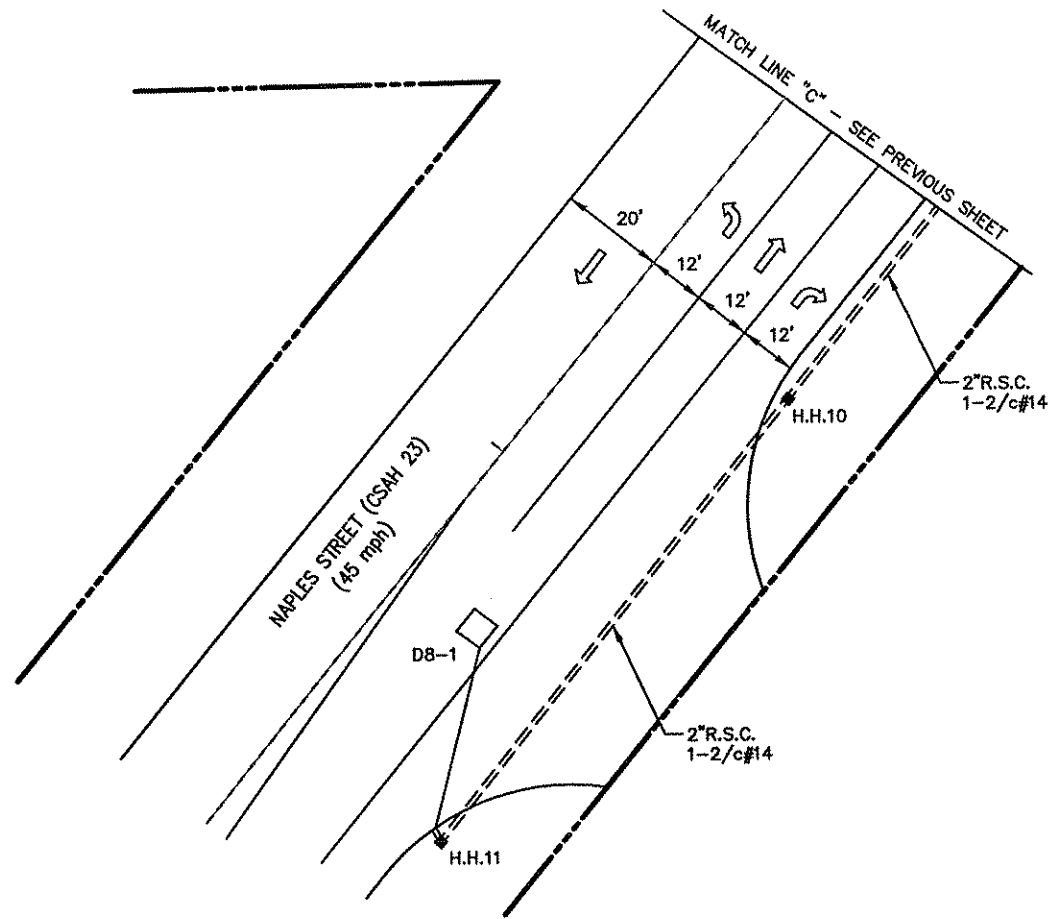 MATCH LINE "C" - SEE PREVIOUS SHEET
20'
12'
12'
12'
2"R.S.C.
1-2/c#14
H.H.10
NAPLES STREET (CSAH 23)
(45 mph)
D8-1
2"R.S.C.
1-2/c#14
H.H.11